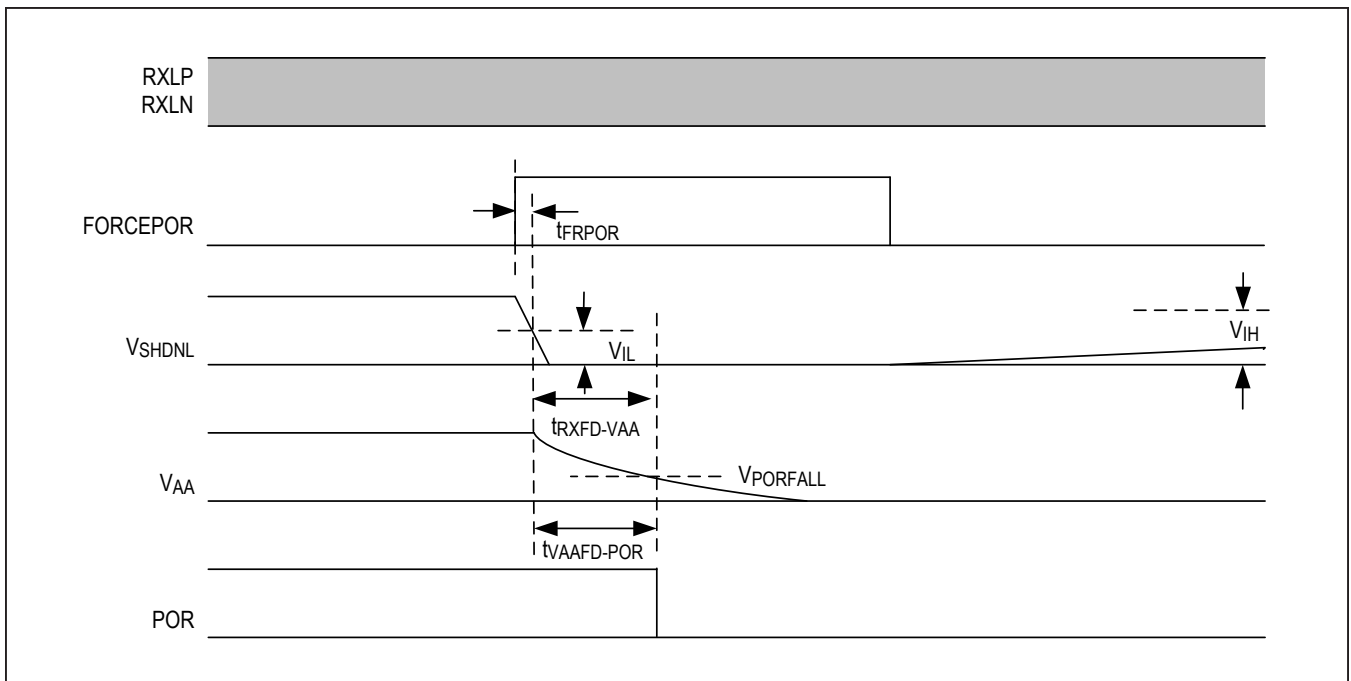 RXLP
RXLN
FORCEPOR
tFRPOR
VSHDNL
VIL
VIH
tRXFD-VAA
VAA
VPORFALL
tVAAFD-POR
POR